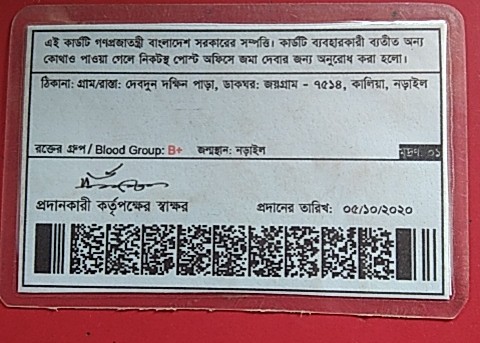 এই কার্ডটি গণপ্রজাতন্ত্রী বাংলাদেশ সরকারের সম্পত্তি। কার্ডটি ব্যবহারকারী ব্যতীত অন্য
কোথাও পাওয়া গেলে নিকটস্থ পোস্ট অফিসে জমা দেবার জন্য অনুরোধ করা হলো।
ঠিকানা: গ্রাম/রাস্তা: দেবদুন দক্ষিন পাড়া, ডাকঘর: জয়গ্রাম - ৭৫১৪, কালিয়া, নড়াইল
রক্তের গ্রুপ / Blood Group: B+ জন্মস্থান: নড়াইল মুদ্রণ: ০১
প্রদানকারী কর্তৃপক্ষের স্বাক্ষর প্রদানের তারিখ: ০৫/১০/২০২০